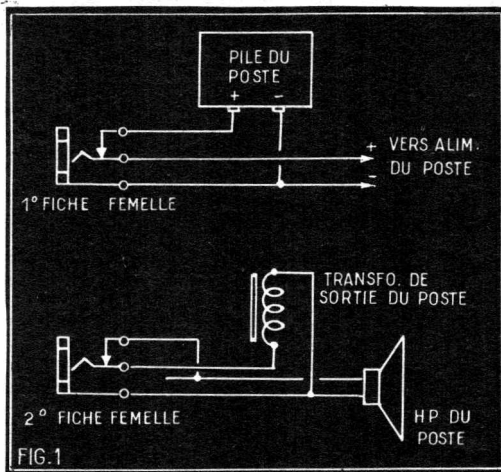 PILE DU
POSTE
+ −
+ VERS ALIM.
− DU POSTE
1° FICHE FEMELLE
TRANSFO. DE
SORTIE DU POSTE
2° FICHE FEMELLE
H.P DU
POSTE
FIG.1